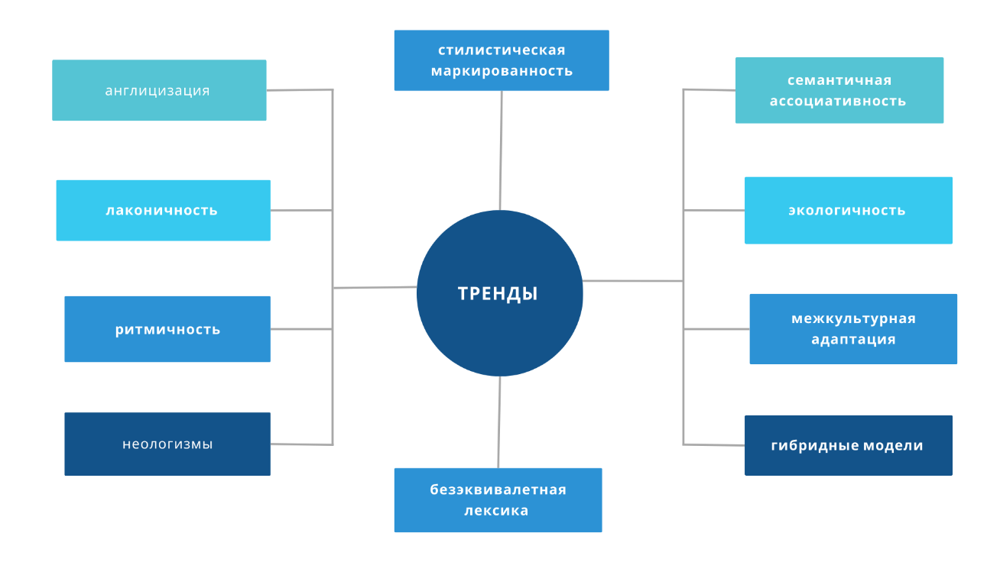 стилистическая
маркированность
англицизация
семантичная
ассоциативность
лаконичность
экологичность
ТРЕНДЫ
ритмичность
межкультурная
адаптация
неологизмы
гибридные модели
безэквивалетная
лексика